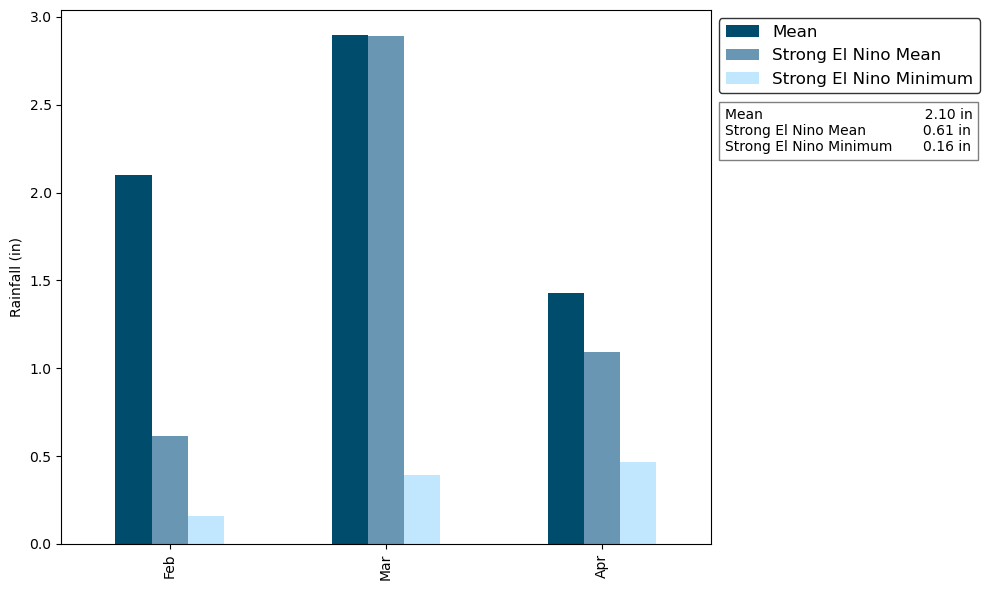 3.0
2.5
2.0
1.5
1.0
0.5
0.0
Rainfall (in)
Feb
Mar
Apr
Mean
Strong El Nino Mean
Strong El Nino Minimum
Mean 2.10 in
Strong El Nino Mean 0.61 in
Strong El Nino Minimum 0.16 in